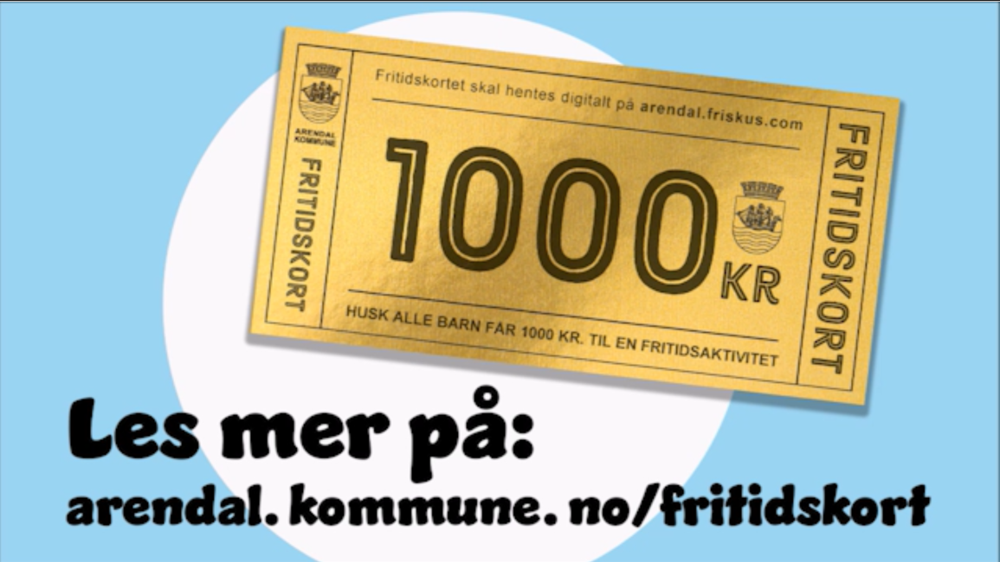 Fritidskortet skal hentes digitalt på arendal.friskus.com
ARENDAL
KOMMUNE
FRITIDSKORT
1000
KR
FRITIDSKORT
HUSK ALLE BARN FÅR 1000 KR. TIL EN FRITIDSAKTIVITET
Les mer på:
arendal. kommune. no/fritidskort